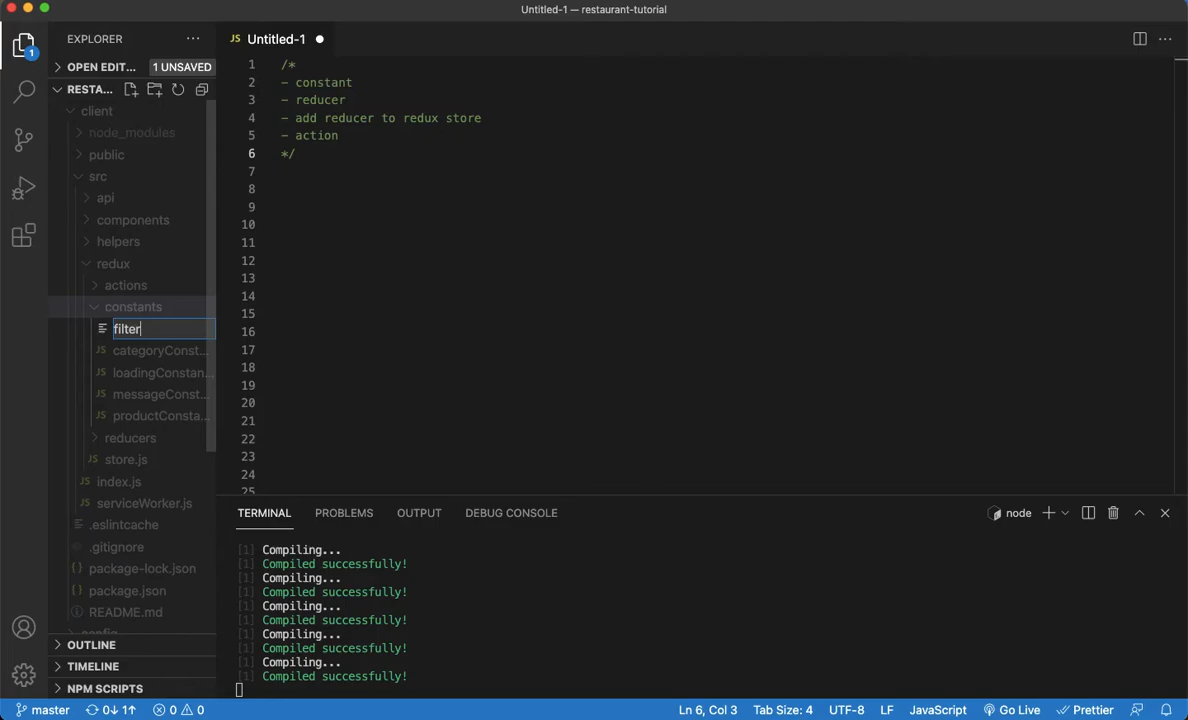 Untitled-1 — restaurant-tutorial
EXPLORER
Untitled-1
OPEN EDIT... 1 UNSAVED
RESTA...
client
node_modules
public
src
api
components
helpers
redux
actions
constants
filter
categoryConst...
loadingConstan...
messageConst...
productConsta...
reducers
store.js
index.js
serviceWorker.js
.eslintcache
.gitignore
package-lock.json
package.json
README.md
config
OUTLINE
TIMELINE
NPM SCRIPTS
1 /*
2 - constant
3 - reducer
4 - add reducer to redux store
5 - action
6 */
7
8
9
10
11
12
13
14
15
16
17
18
19
20
21
22
23
24
25
TERMINAL PROBLEMS OUTPUT DEBUG CONSOLE node
[1] Compiling...
[1] Compiled successfully!
[1] Compiling...
[1] Compiled successfully!
[1] Compiling...
[1] Compiled successfully!
[1] Compiling...
[1] Compiled successfully!
[1] Compiling...
[1] Compiled successfully!
master 0↓ 1↑ 0 0 Ln 6, Col 3 Tab Size: 4 UTF-8 LF JavaScript Go Live Prettier